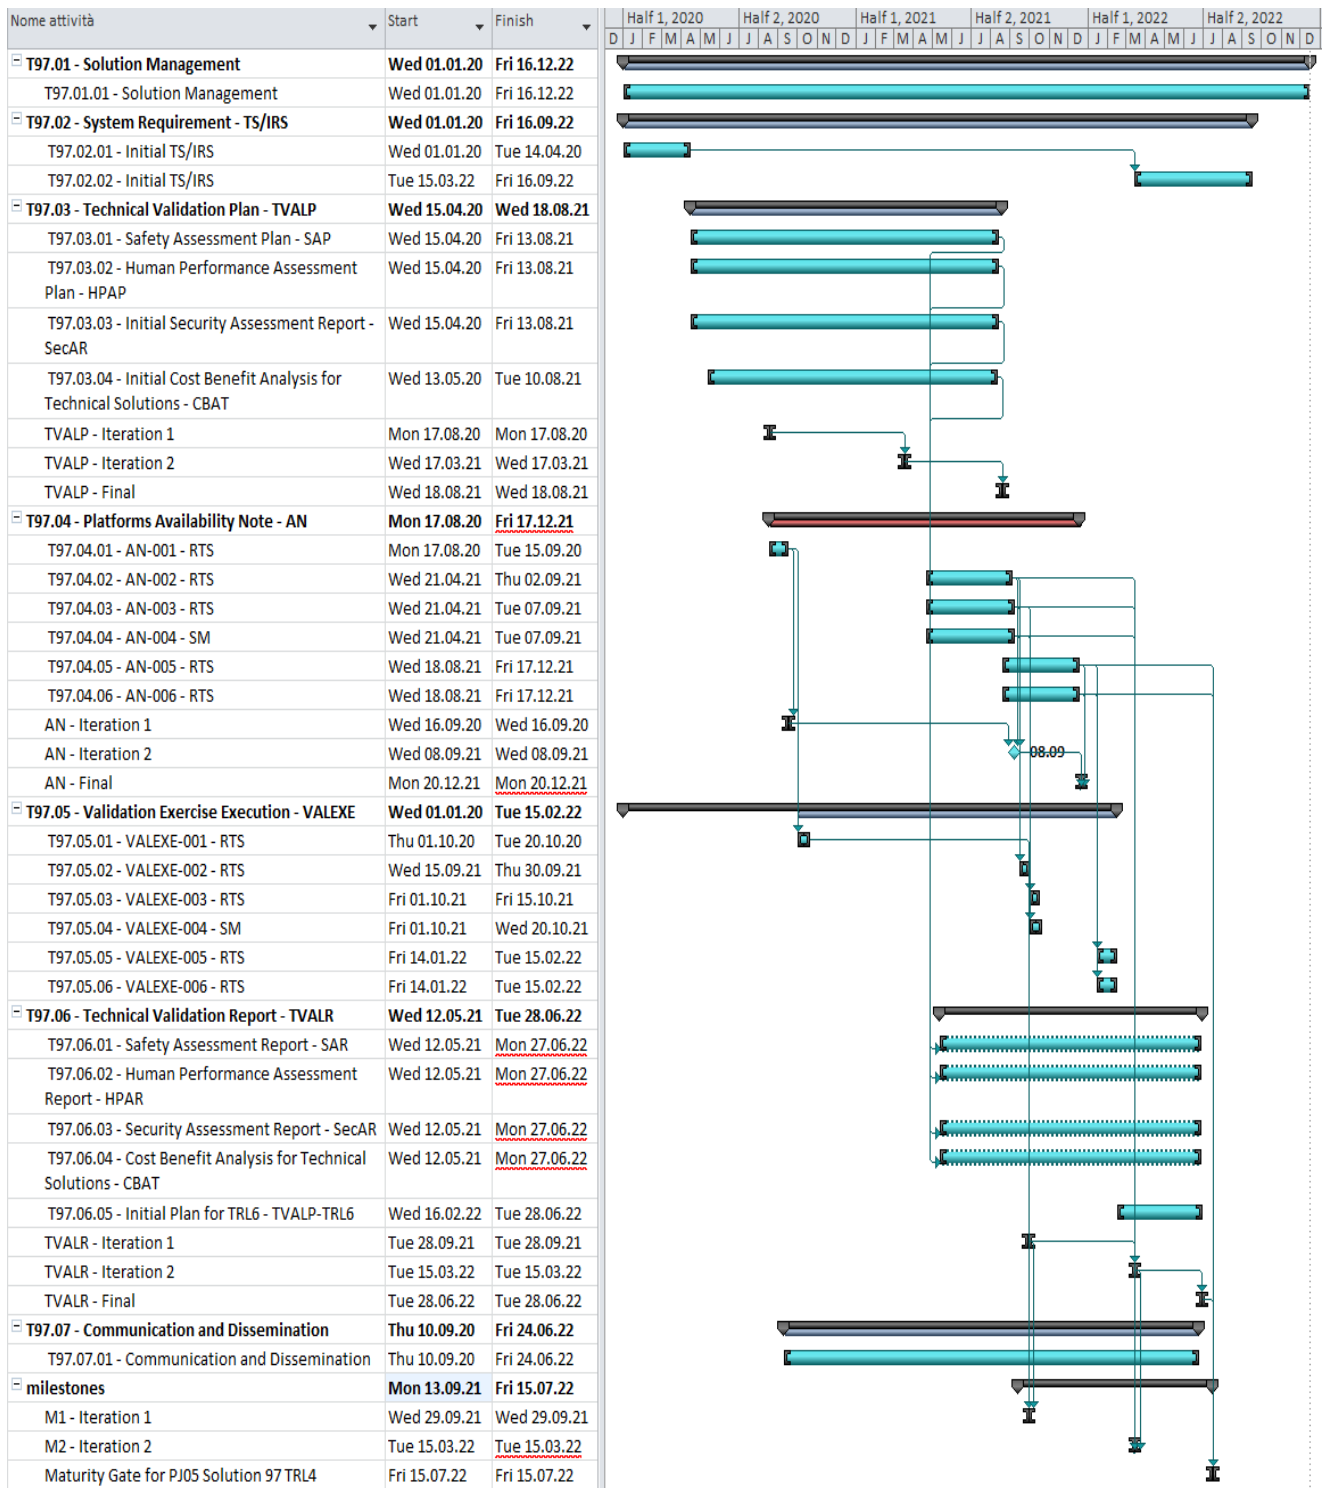 Nome attività Start Finish Half 1, 2020 Half 2, 2020 Half 1, 2021 Half 2, 2021 Half 1, 2022 Half 2, 2022
D J F M A M J J A S O N D J F M A M J J A S O N D J F M A M J J A S O N D
T97.01 - Solution Management Wed 01.01.20 Fri 16.12.22
T97.01.01 - Solution Management Wed 01.01.20 Fri 16.12.22
T97.02 - System Requirement - TS/IRS Wed 01.01.20 Fri 16.09.22
T97.02.01 - Initial TS/IRS Wed 01.01.20 Tue 14.04.20
T97.02.02 - Initial TS/IRS Tue 15.03.22 Fri 16.09.22
T97.03 - Technical Validation Plan - TVALP Wed 15.04.20 Wed 18.08.21
T97.03.01 - Safety Assessment Plan - SAP Wed 15.04.20 Fri 13.08.21
T97.03.02 - Human Performance Assessment Wed 15.04.20 Fri 13.08.21
Plan - HPAP
T97.03.03 - Initial Security Assessment Report - Wed 15.04.20 Fri 13.08.21
SecAR
T97.03.04 - Initial Cost Benefit Analysis for Wed 13.05.20 Tue 10.08.21
Technical Solutions - CBAT
TVALP - Iteration 1 Mon 17.08.20 Mon 17.08.20
TVALP - Iteration 2 Wed 17.03.21 Wed 17.03.21
TVALP - Final Wed 18.08.21 Wed 18.08.21
T97.04 - Platforms Availability Note - AN Mon 17.08.20 Fri 17.12.21
T97.04.01 - AN-001 - RTS Mon 17.08.20 Tue 15.09.20
T97.04.02 - AN-002 - RTS Wed 21.04.21 Thu 02.09.21
T97.04.03 - AN-003 - RTS Wed 21.04.21 Tue 07.09.21
T97.04.04 - AN-004 - SM Wed 21.04.21 Tue 07.09.21
T97.04.05 - AN-005 - RTS Wed 18.08.21 Fri 17.12.21
T97.04.06 - AN-006 - RTS Wed 18.08.21 Fri 17.12.21
AN - Iteration 1 Wed 16.09.20 Wed 16.09.20
AN - Iteration 2 Wed 08.09.21 Wed 08.09.21 08.09
AN - Final Mon 20.12.21 Mon 20.12.21
T97.05 - Validation Exercise Execution - VALEXE Wed 01.01.20 Tue 15.02.22
T97.05.01 - VALEXE-001 - RTS Thu 01.10.20 Tue 20.10.20
T97.05.02 - VALEXE-002 - RTS Wed 15.09.21 Thu 30.09.21
T97.05.03 - VALEXE-003 - RTS Fri 01.10.21 Fri 15.10.21
T97.05.04 - VALEXE-004 - SM Fri 01.10.21 Wed 20.10.21
T97.05.05 - VALEXE-005 - RTS Fri 14.01.22 Tue 15.02.22
T97.05.06 - VALEXE-006 - RTS Fri 14.01.22 Tue 15.02.22
T97.06 - Technical Validation Report - TVALR Wed 12.05.21 Tue 28.06.22
T97.06.01 - Safety Assessment Report - SAR Wed 12.05.21 Mon 27.06.22
T97.06.02 - Human Performance Assessment Wed 12.05.21 Mon 27.06.22
Report - HPAR
T97.06.03 - Security Assessment Report - SecAR Wed 12.05.21 Mon 27.06.22
T97.06.04 - Cost Benefit Analysis for Technical Wed 12.05.21 Mon 27.06.22
Solutions - CBAT
T97.06.05 - Initial Plan for TRL6 - TVALP-TRL6 Wed 16.02.22 Tue 28.06.22
TVALR - Iteration 1 Tue 28.09.21 Tue 28.09.21
TVALR - Iteration 2 Tue 15.03.22 Tue 15.03.22
TVALR - Final Tue 28.06.22 Tue 28.06.22
T97.07 - Communication and Dissemination Thu 10.09.20 Fri 24.06.22
T97.07.01 - Communication and Dissemination Thu 10.09.20 Fri 24.06.22
milestones Mon 13.09.21 Fri 15.07.22
M1 - Iteration 1 Wed 29.09.21 Wed 29.09.21
M2 - Iteration 2 Tue 15.03.22 Tue 15.03.22
Maturity Gate for PJ05 Solution 97 TRL4 Fri 15.07.22 Fri 15.07.22